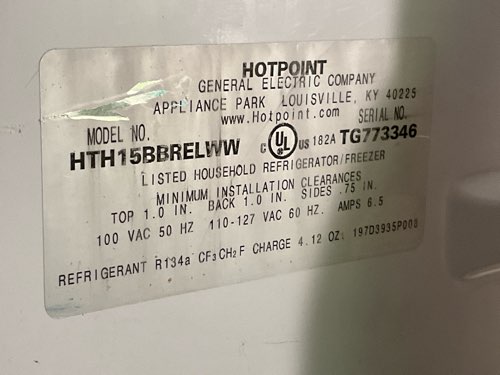 HOTPOINT
GENERAL ELECTRIC COMPANY
APPLIANCE PARK LOUISVILLE, KY 40225
www.Hotpoint.com
MODEL NO. SERIAL NO.
HTH15BBRELWW C UL US 182A TG773346
LISTED HOUSEHOLD REFRIGERATOR/FREEZER
MINIMUM INSTALLATION CLEARANCES
TOP 1.0 IN. BACK 1.0 IN. SIDES .75 IN.
100 VAC 50 HZ 110-127 VAC 60 HZ. AMPS 6.5
REFRIGERANT R134a CF3CH2F CHARGE 4.12 OZ. 197D3935P008